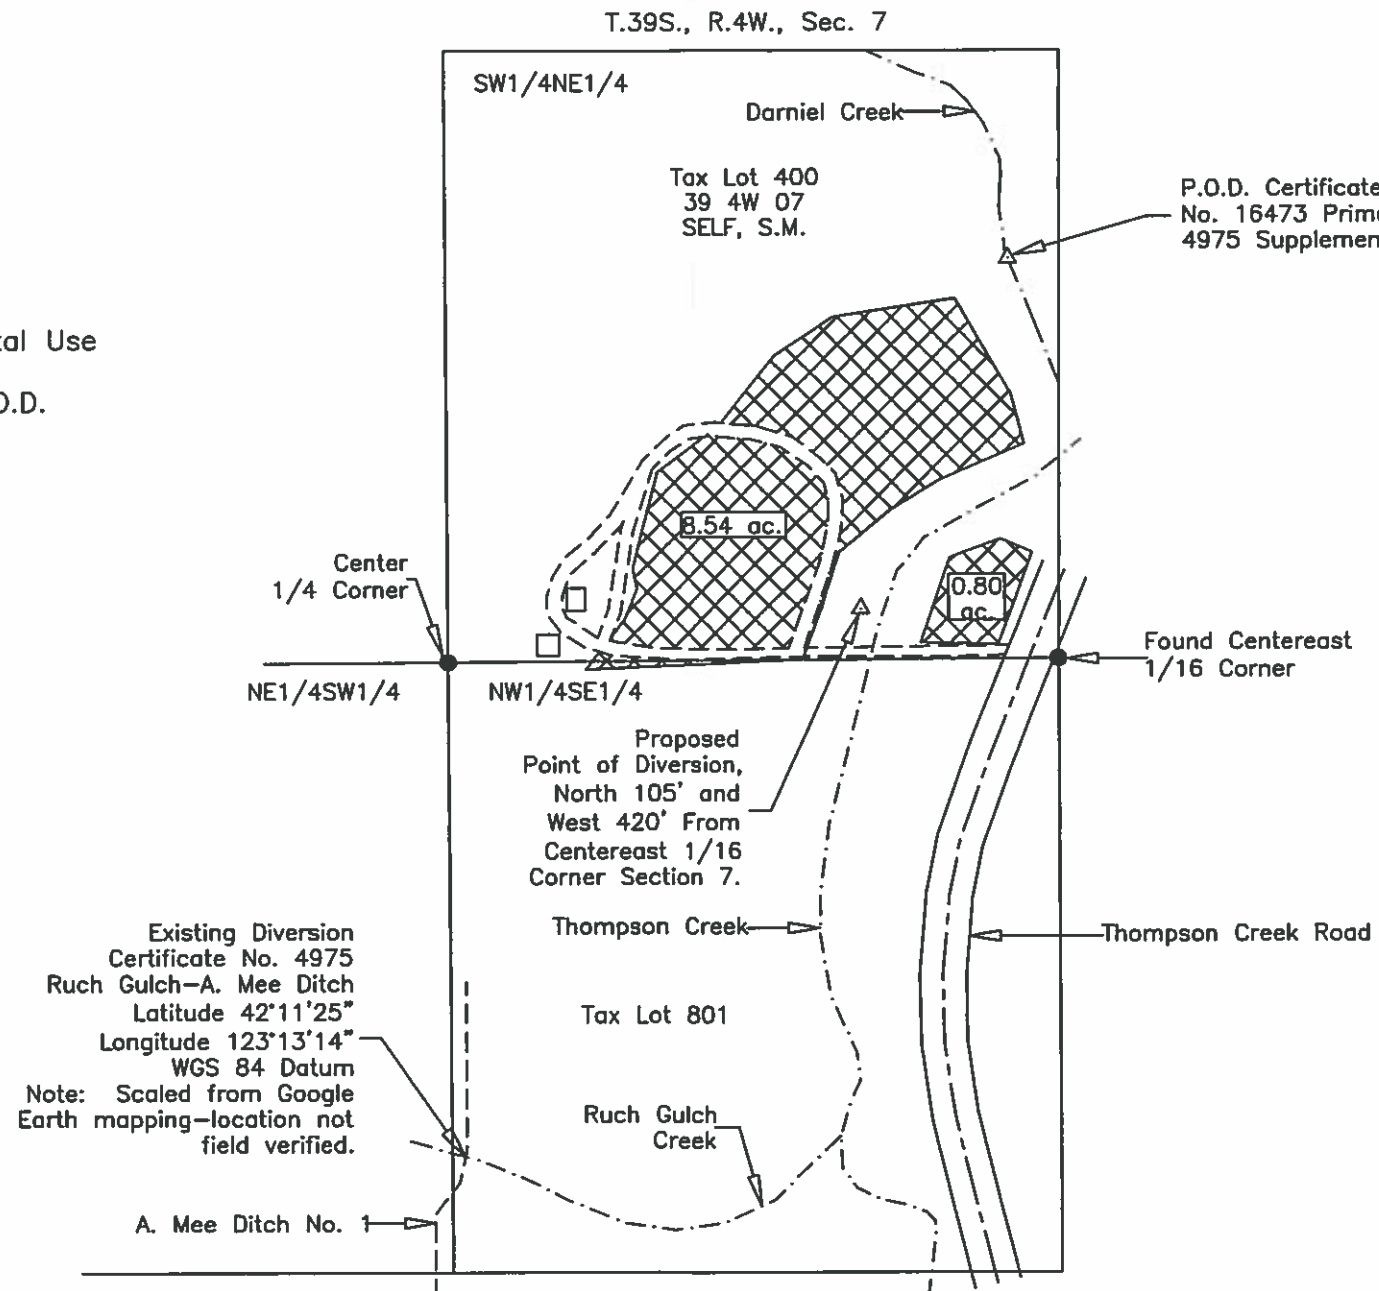 T.39S., R.4W., Sec. 7
SW1/4NE1/4
Darniel Creek
Tax Lot 400
39 4W 07
SELF, S.M.
P.O.D. Certificate
No. 16473
4975
Use
8.54 ac.
0.80
ac.
Center
1/4 Corner
Found Centereast
1/16 Corner
NE1/4SW1/4
NW1/4SE1/4
Proposed
Point of Diversion,
North 105' and
West 420' From
Centereast 1/16
Corner Section 7.
Thompson Creek
Thompson Creek Road
Existing Diversion
Certificate No. 4975
Ruch Gulch-A. Mee Ditch
Latitude 42°11'25"
Longitude 123°13'14"
WGS 84 Datum
Note: Scaled from Google
Earth mapping-location not
field verified.
Tax Lot 801
Ruch Gulch
Creek
A. Mee Ditch No. 1